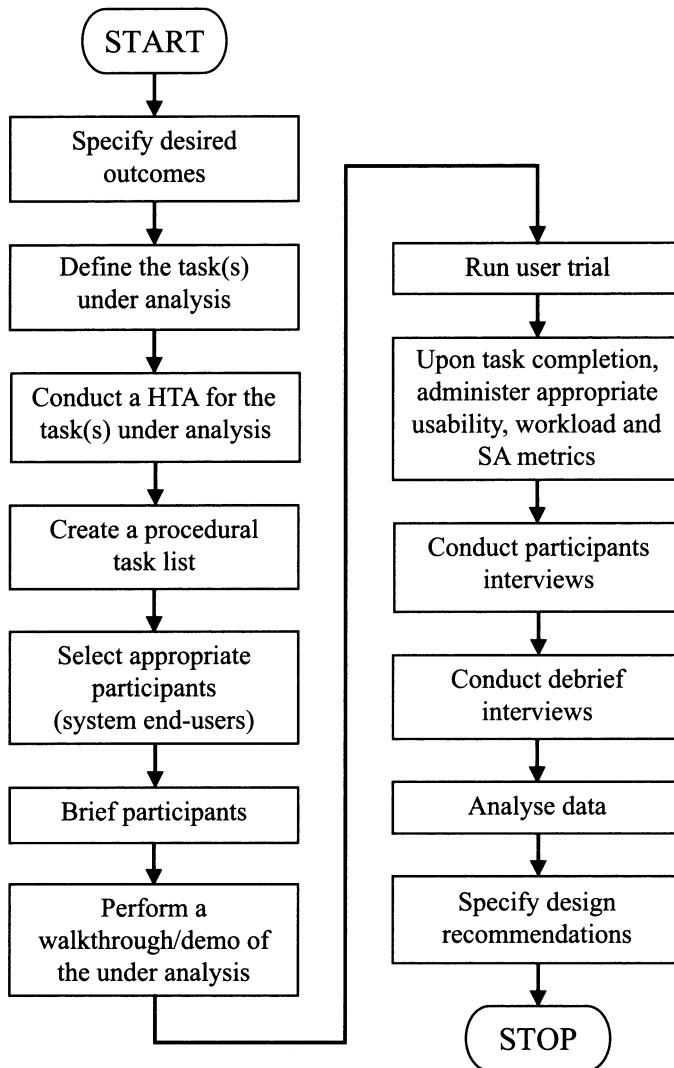 START
Specify desired
outcomes
Define the task(s)
under analysis
Conduct a HTA for the
task(s) under analysis
Create a procedural
task list
Select appropriate
participants
(system end-users)
Brief participants
Perform a
walkthrough/demo of
the under analysis
Run user trial
Upon task completion,
administer appropriate
usability, workload and
SA metrics
Conduct participants
interviews
Conduct debrief
interviews
Analyse data
Specify design
recommendations
STOP